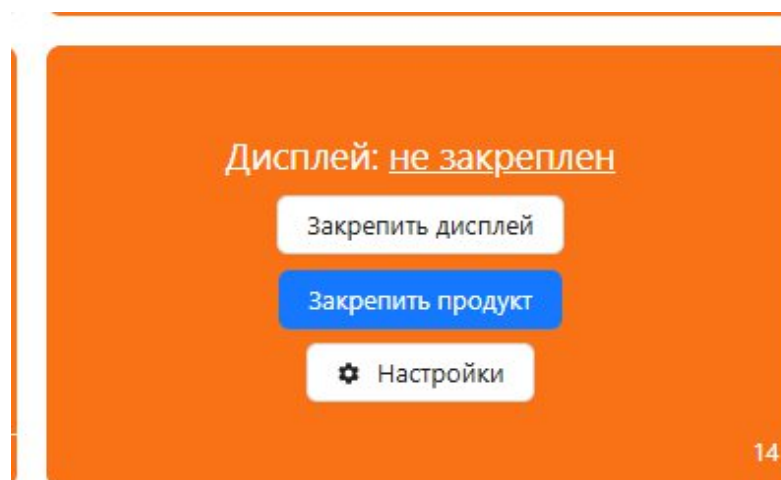 Дисплей: не закреплен
Закрепить дисплей
Закрепить продукт
Настройки
14